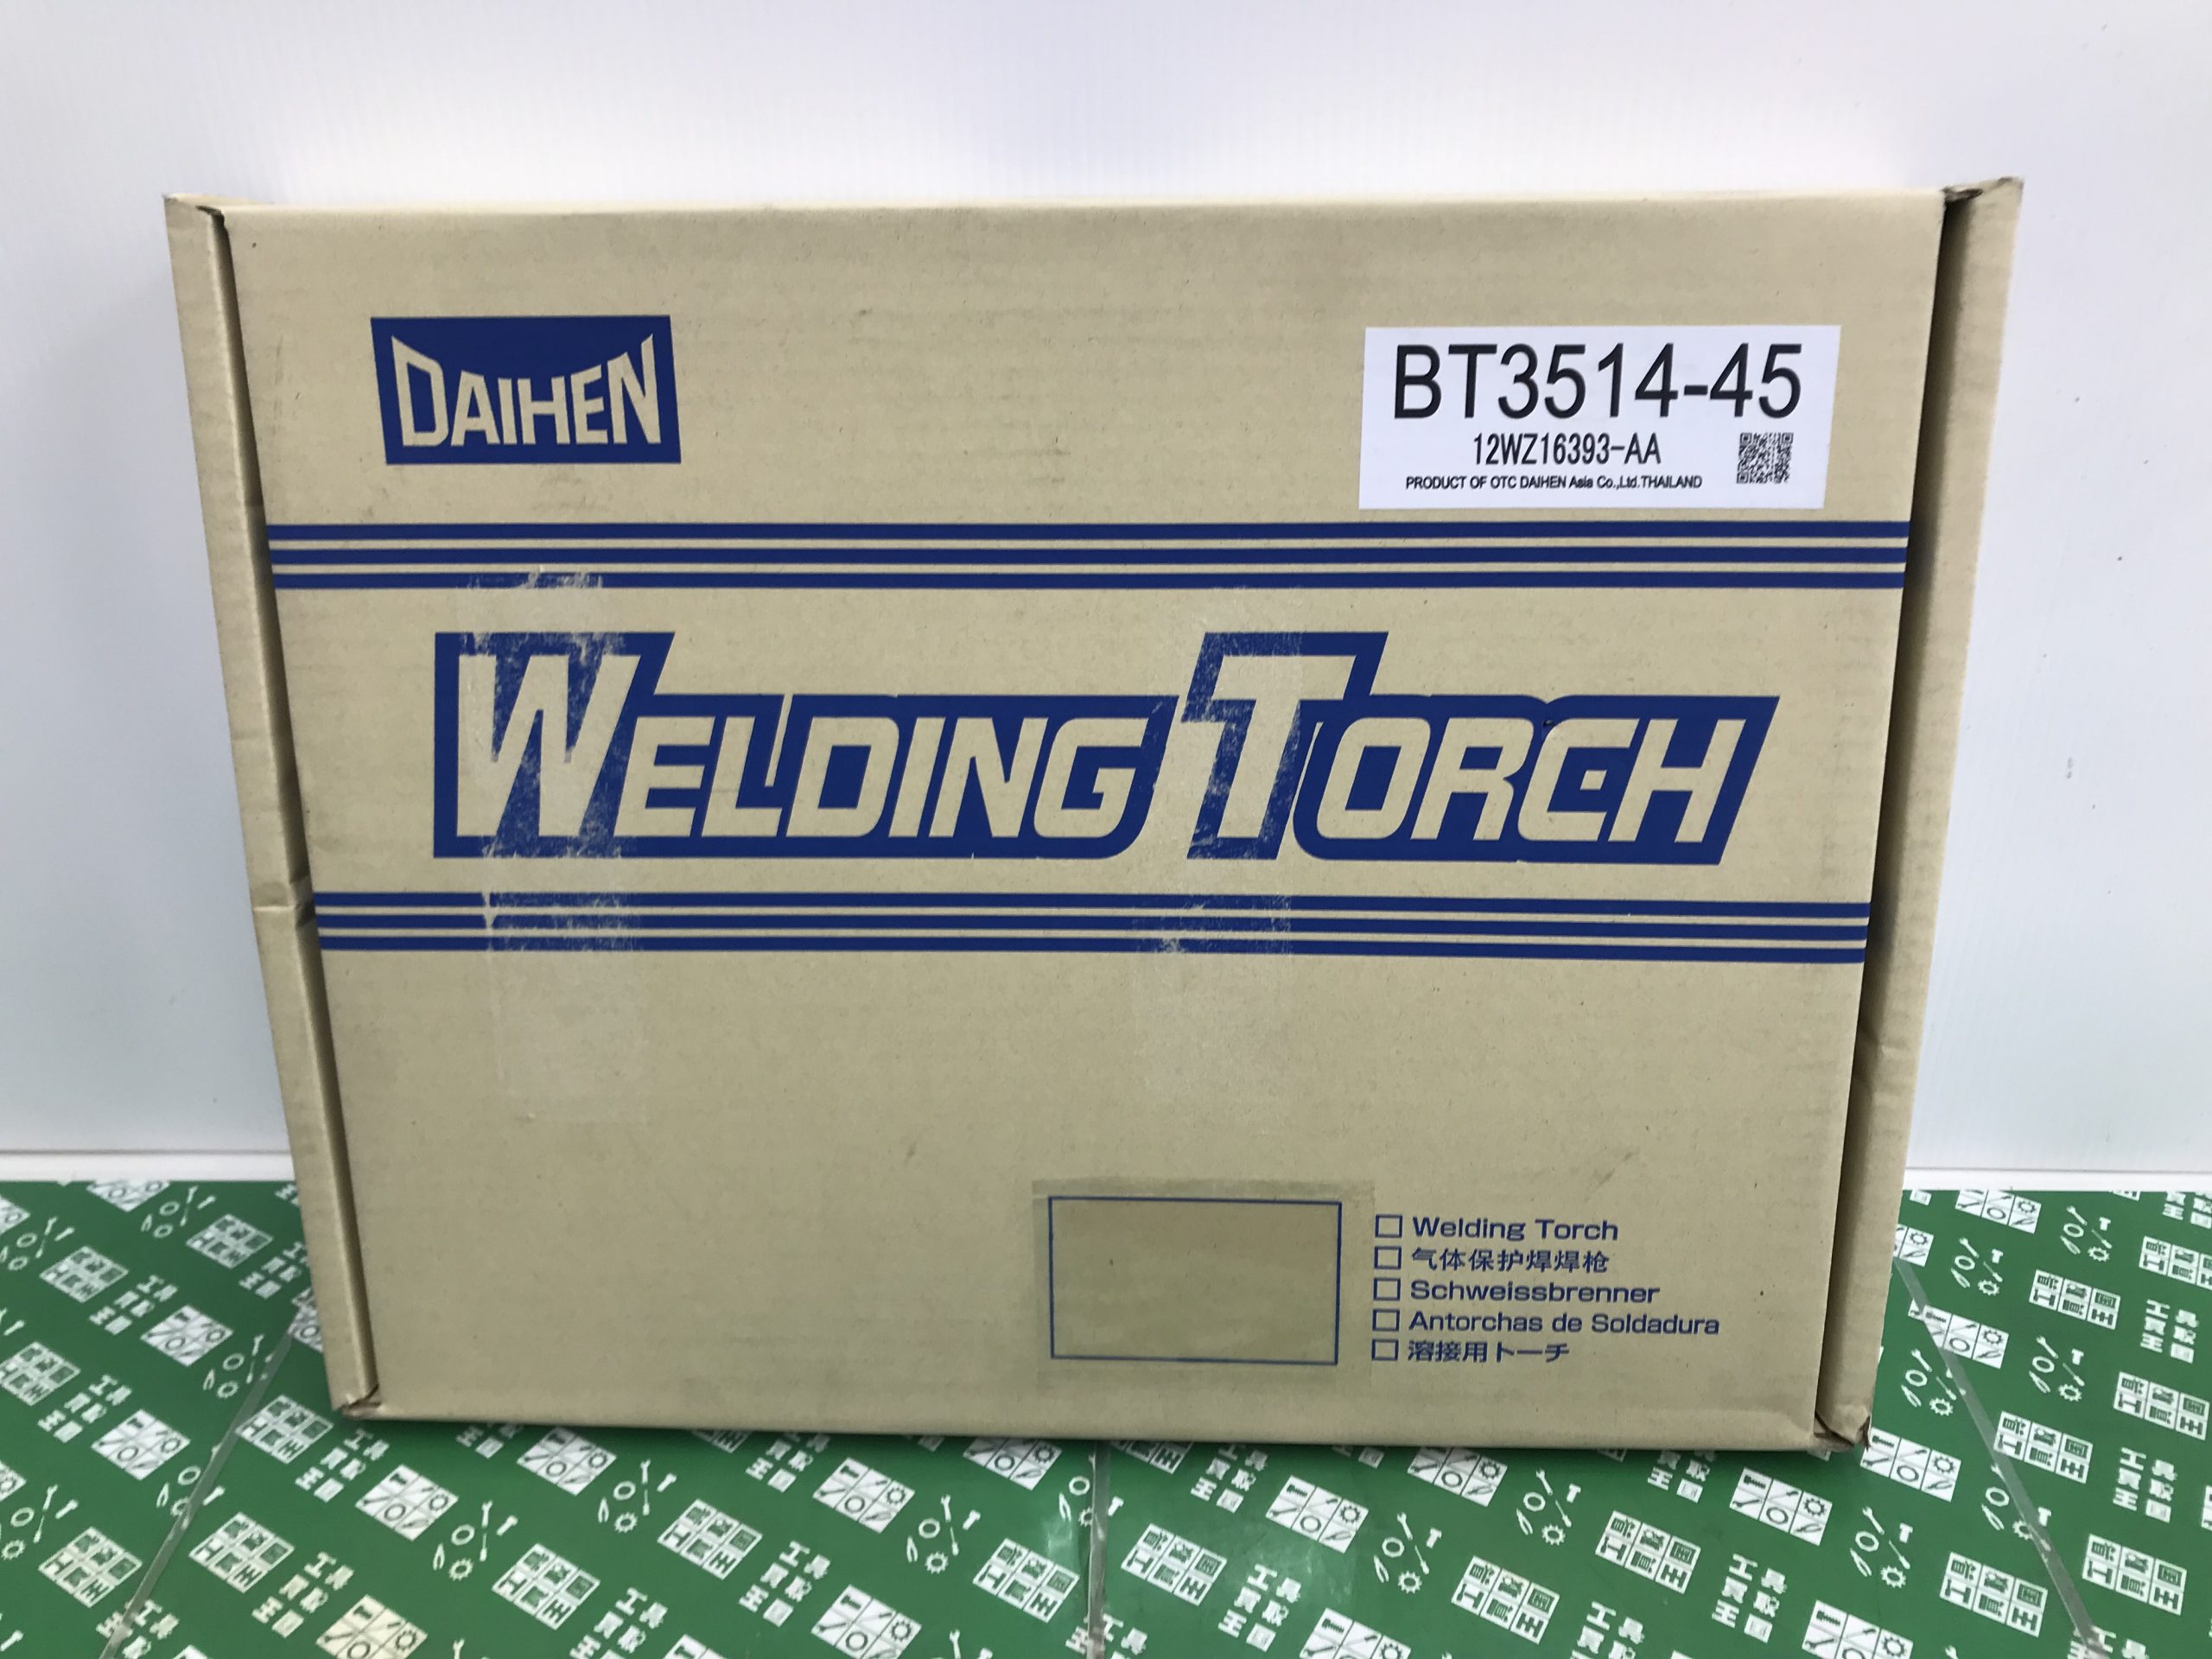 DAIHEN
BT3514-45
12WZ16393-AA
PRODUCT OF OTC DAIHEN Asia Co.,Ltd.THAILAND
WELDING TORCH
□ Welding Torch
□ 气体保护焊焊枪
□ Schweissbrenner
□ Antorchas de Soldadura
□ 溶接用トーチ